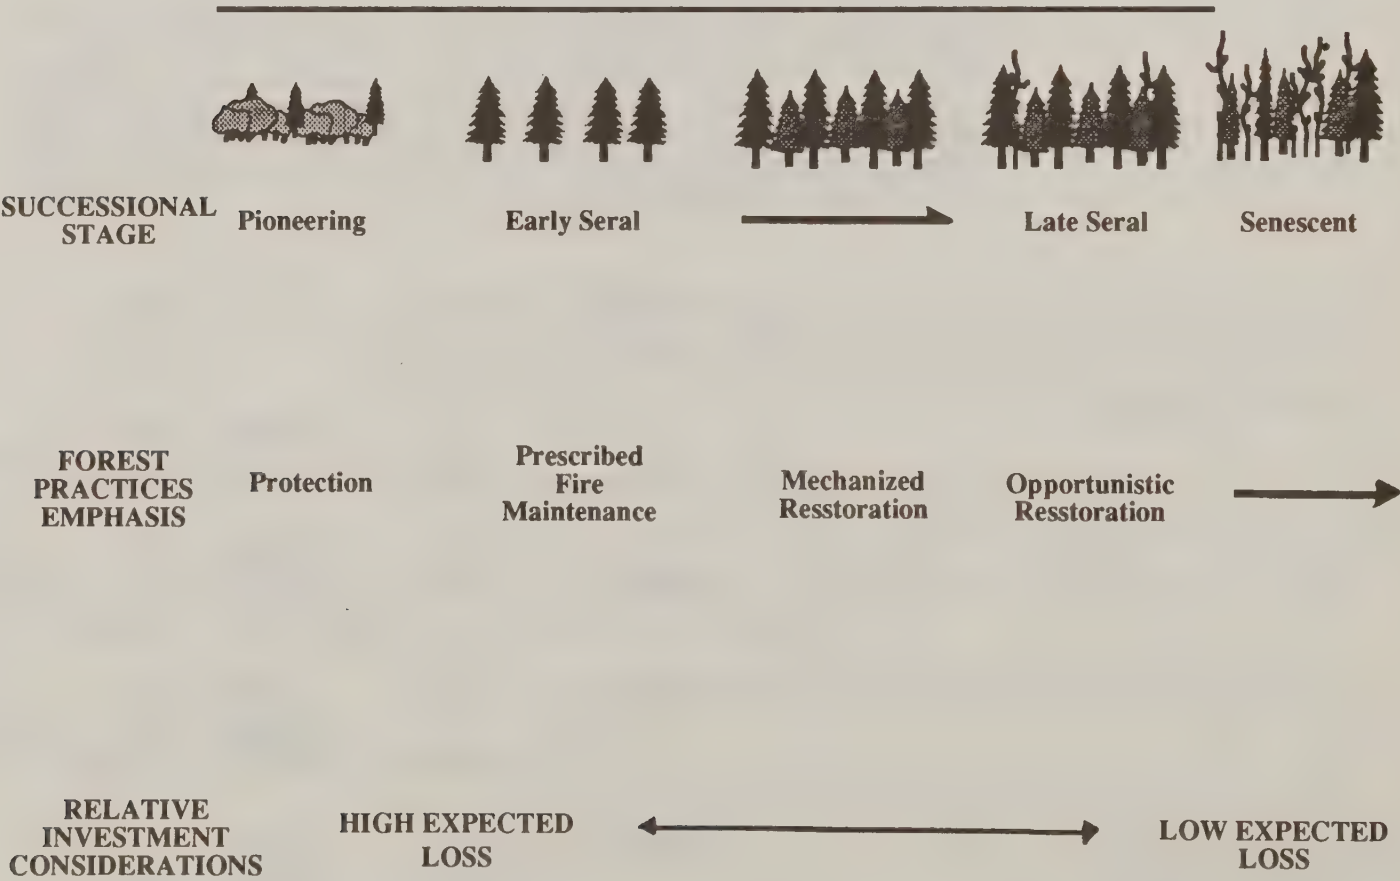 SUCCESSIONAL
STAGE
Pioneering
Early Seral
Late Seral
Senescent
FOREST
PRACTICES
EMPHASIS
Protection
Prescribed
Fire
Maintenance
Mechanized
Resstoration
Opportunistic
Resstoration
RELATIVE
INVESTMENT
CONSIDERATIONS
HIGH EXPECTED
LOSS
LOW EXPECTED
LOSS